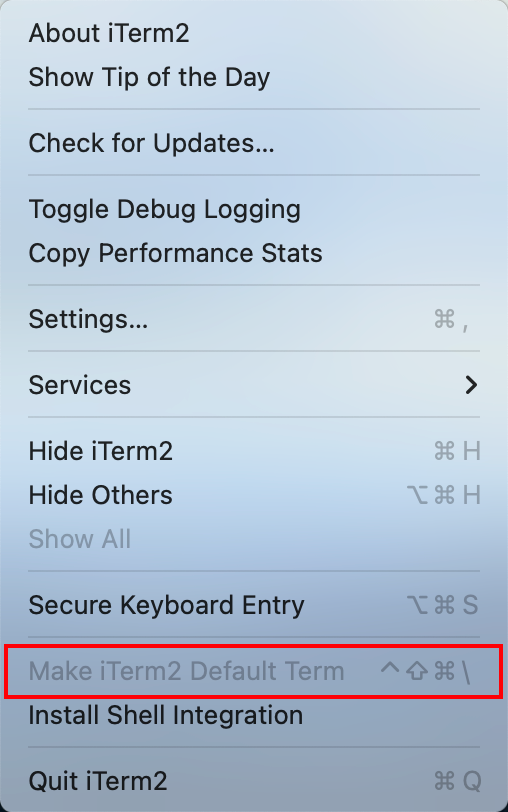 About iTerm2
Show Tip of the Day
Check for Updates...
Toggle Debug Logging
Copy Performance Stats
Settings... ⌘ ,
Services
Hide iTerm2 ⌘ H
Hide Others ⌥ ⌘ H
Show All
Secure Keyboard Entry ⌥ ⌘ S
Make iTerm2 Default Term ^ ⇧ ⌘ \
Install Shell Integration
Quit iTerm2 ⌘ Q